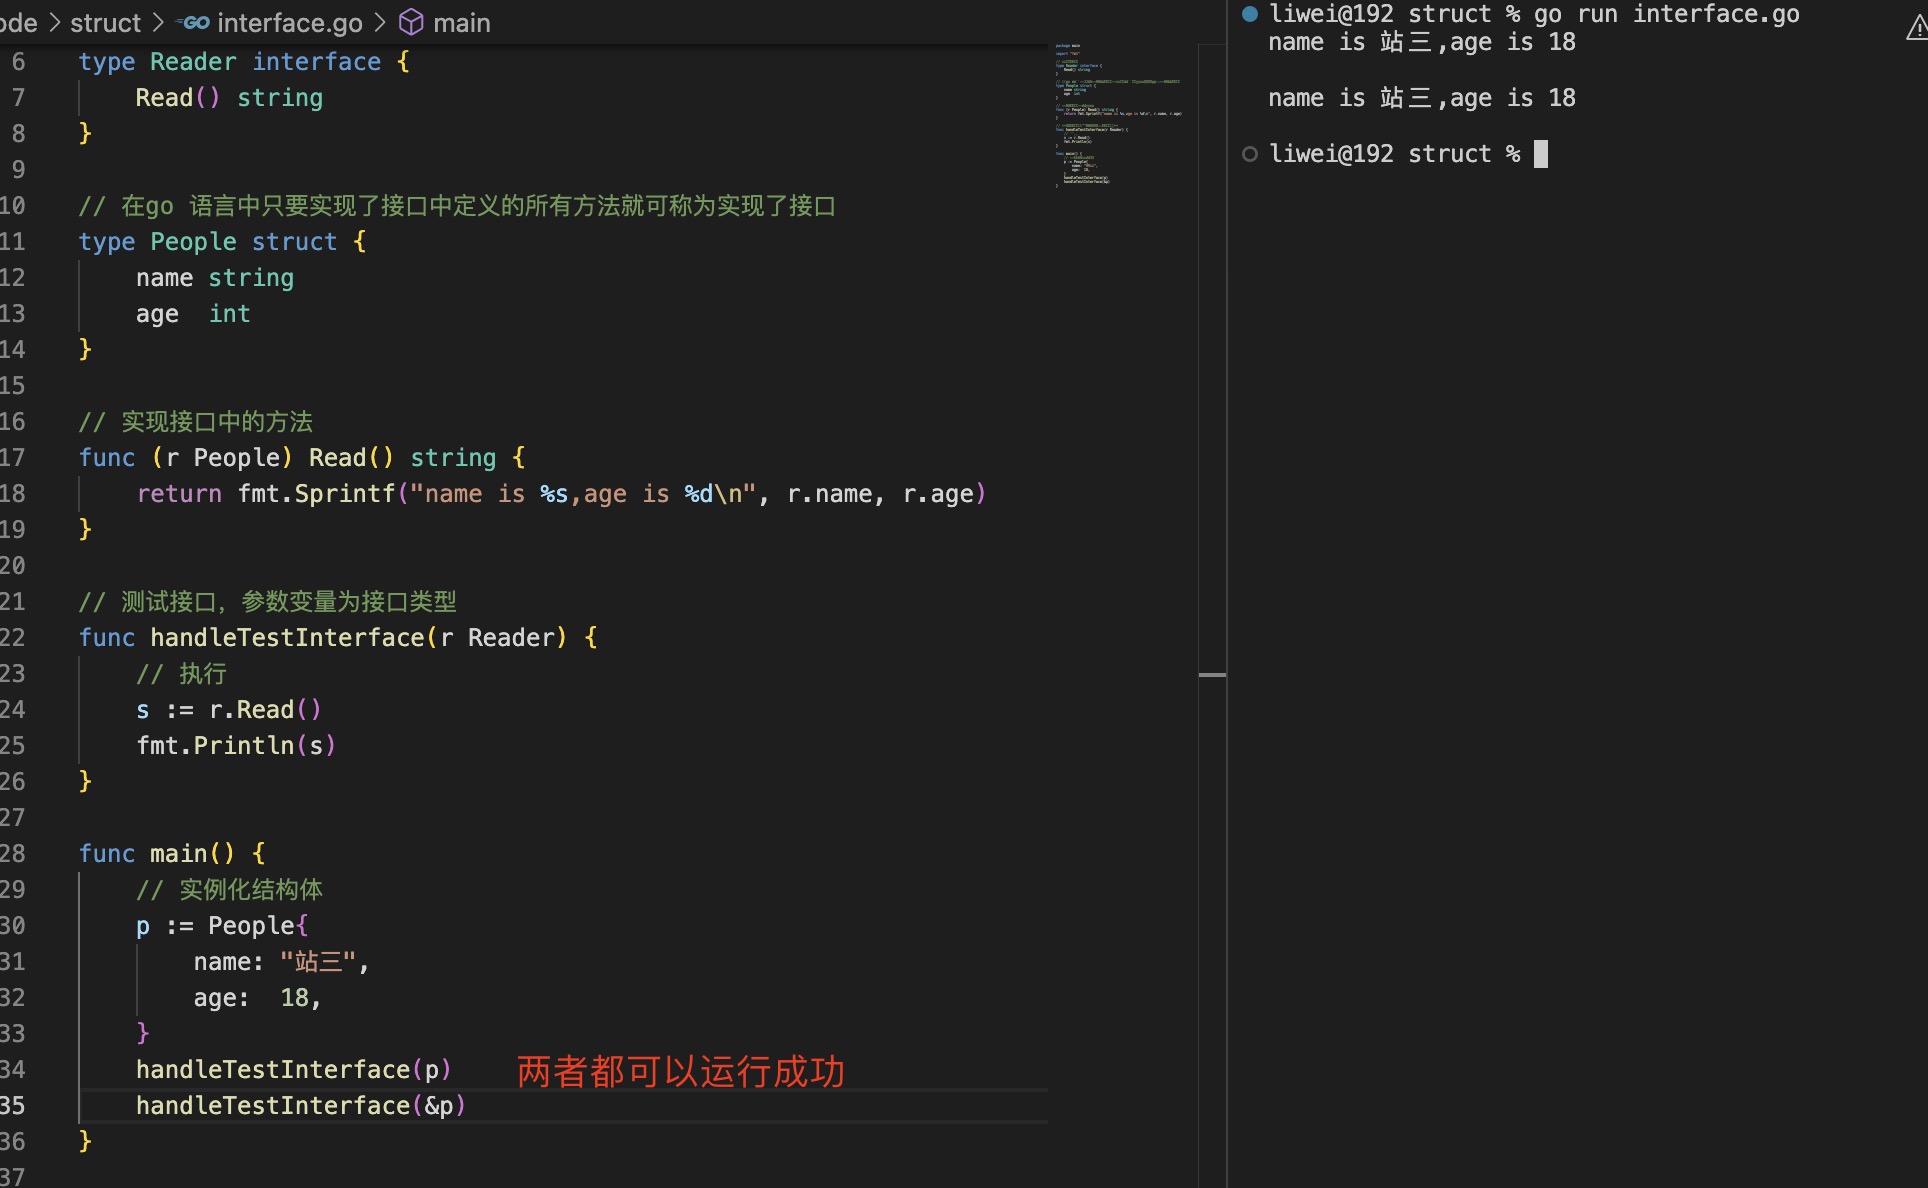 ode > struct > GO interface.go > main
6 type Reader interface {
7 Read() string
8 }
9
10 // 在go 语言中只要实现了接口中定义的所有方法就可称为实现了接口
11 type People struct {
12 name string
13 age  int
14 }
15
16 // 实现接口中的方法
17 func (r People) Read() string {
18 return fmt.Sprintf("name is %s,age is %d\n", r.name, r.age)
19 }
20
21 // 测试接口，参数变量为接口类型
22 func handleTestInterface(r Reader) {
23 // 执行
24 s := r.Read()
25 fmt.Println(s)
26 }
27
28 func main() {
29 // 实例化结构体
30 p := People{
31 name: "站三",
32 age:  18,
33 }
34 handleTestInterface(p) 两者都可以运行成功
35 handleTestInterface(&p)
36 }
37
liwei@192 struct % go run interface.go
name is 站三,age is 18
name is 站三,age is 18
liwei@192 struct %